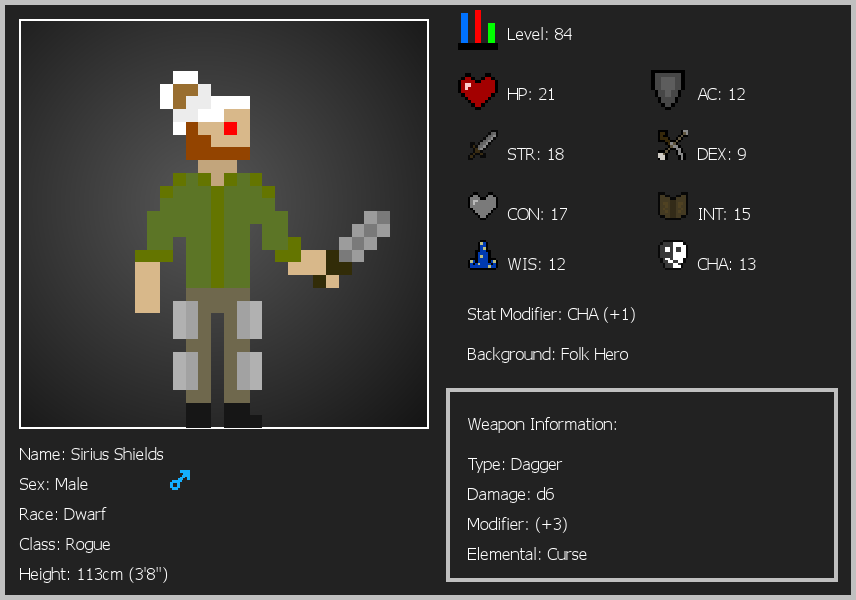 Level: 84
HP: 21
AC: 12
STR: 18
DEX: 9
CON: 17
INT: 15
WIS: 12
CHA: 13
Stat Modifier: CHA (+1)
Background: Folk Hero
Weapon Information:
Type: Dagger
Damage: d6
Modifier: (+3)
Elemental: Curse
Name: Sirius Shields
Sex: Male
Race: Dwarf
Class: Rogue
Height: 113cm (3'8")